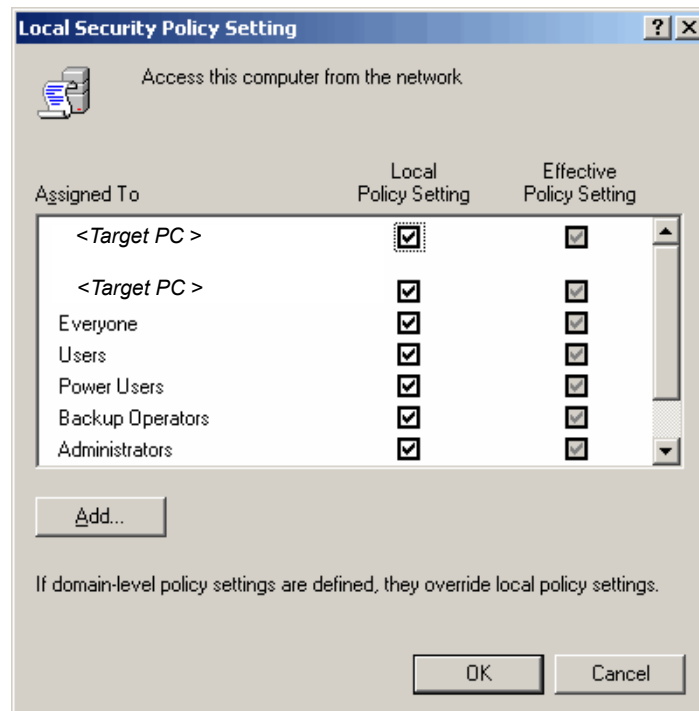 Local Security Policy Setting
Access this computer from the network
Assigned To
Local
Policy Setting
Effective
Policy Setting
<Target PC >
<Target PC >
Everyone
Users
Power Users
Backup Operators
Administrators
Add...
If domain-level policy settings are defined, they override local policy settings.
OK
Cancel